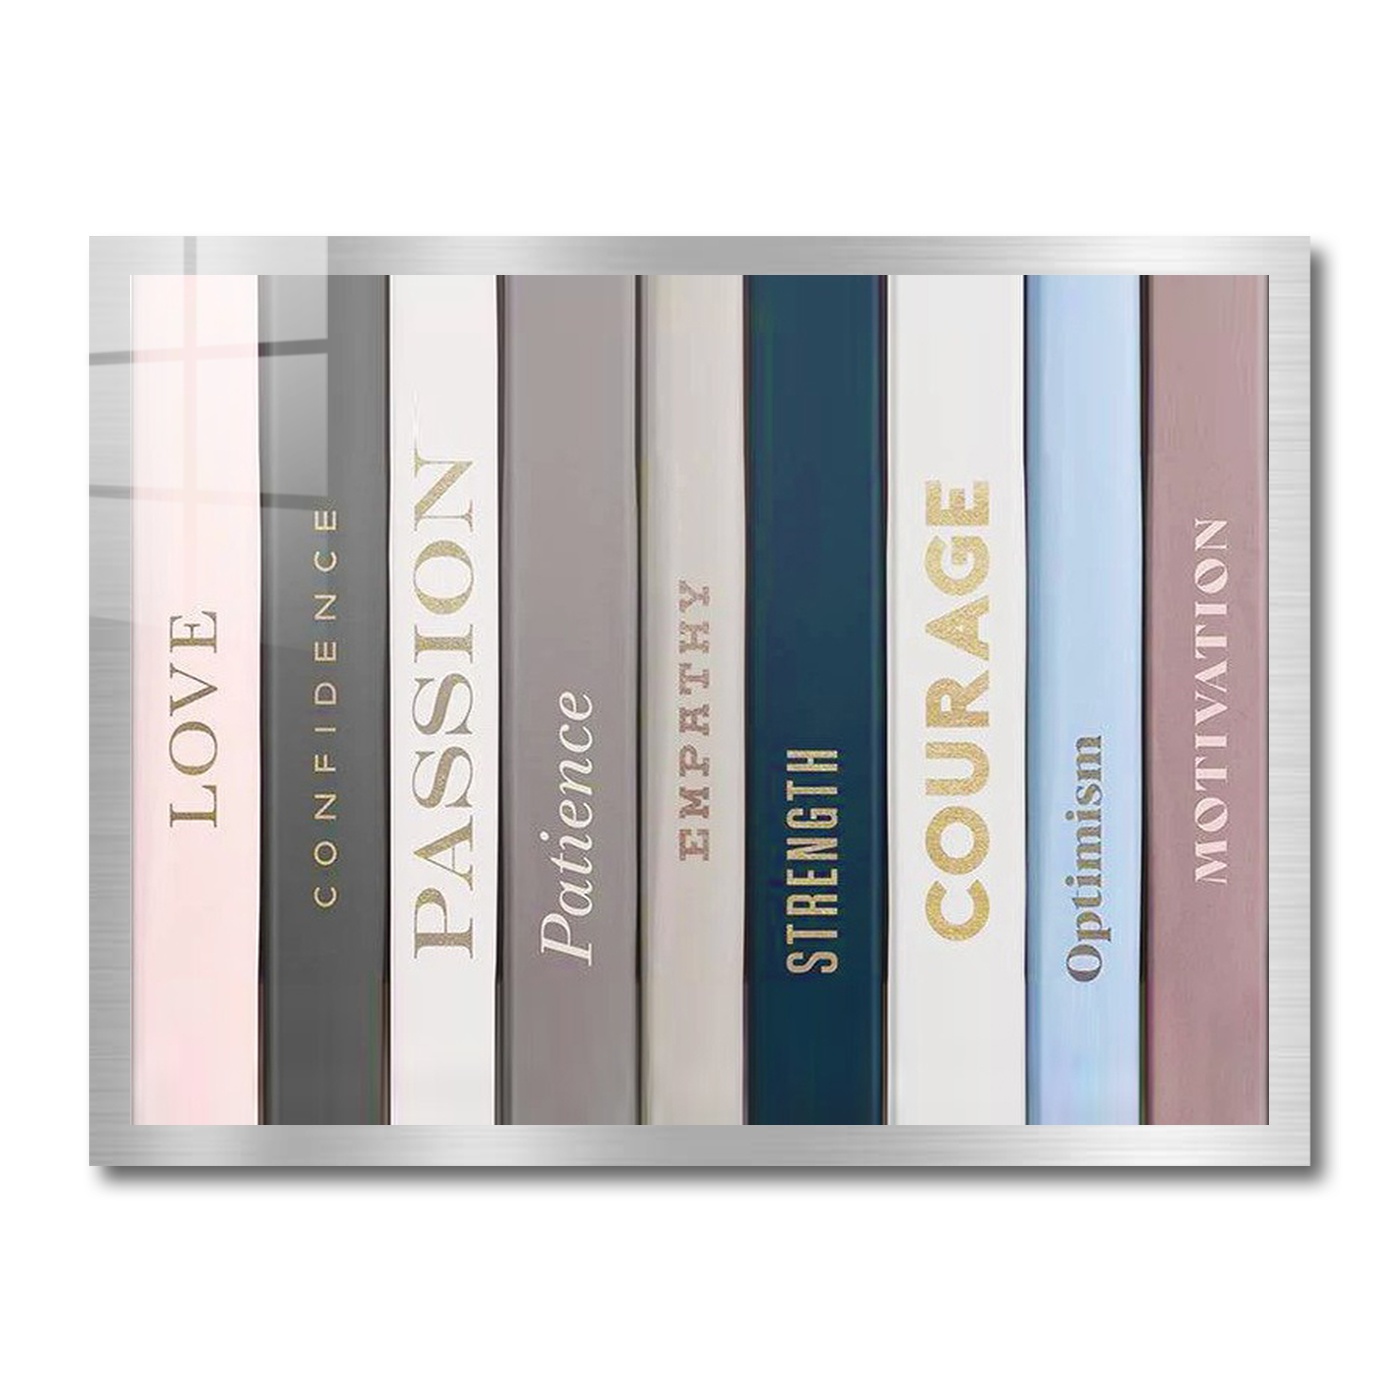 LOVE
CONFIDENCE
PASSION
Patience
EMPATHY
STRENGTH
COURAGE
Optimism
MOTIVATION